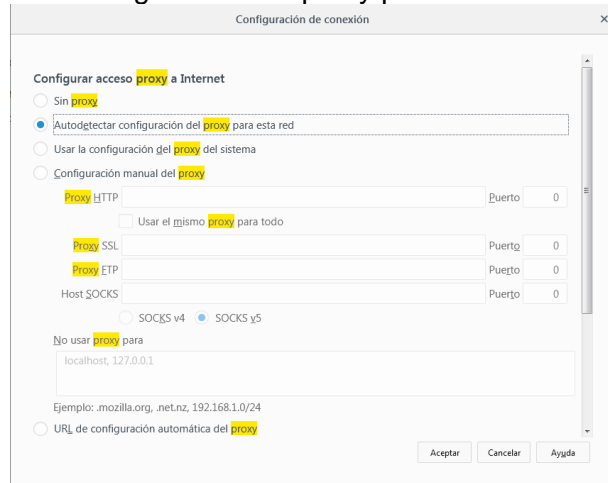 Configuración de conexión
Configurar acceso proxy a Internet
Sin proxy
Autodetectar configuración del proxy para esta red
Usar la configuración del proxy del sistema
Configuración manual del proxy
Proxy HTTP Puerto 0
Usar el mismo proxy para todo
Proxy SSL Puerto 0
Proxy FTP Puerto 0
Host SOCKS Puerto 0
SOCKS v4 SOCKS v5
No usar proxy para
localhost, 127.0.0.1
Ejemplo: .mozilla.org, .net.nz, 192.168.1.0/24
URL de configuración automática del proxy
Aceptar Cancelar Ayuda